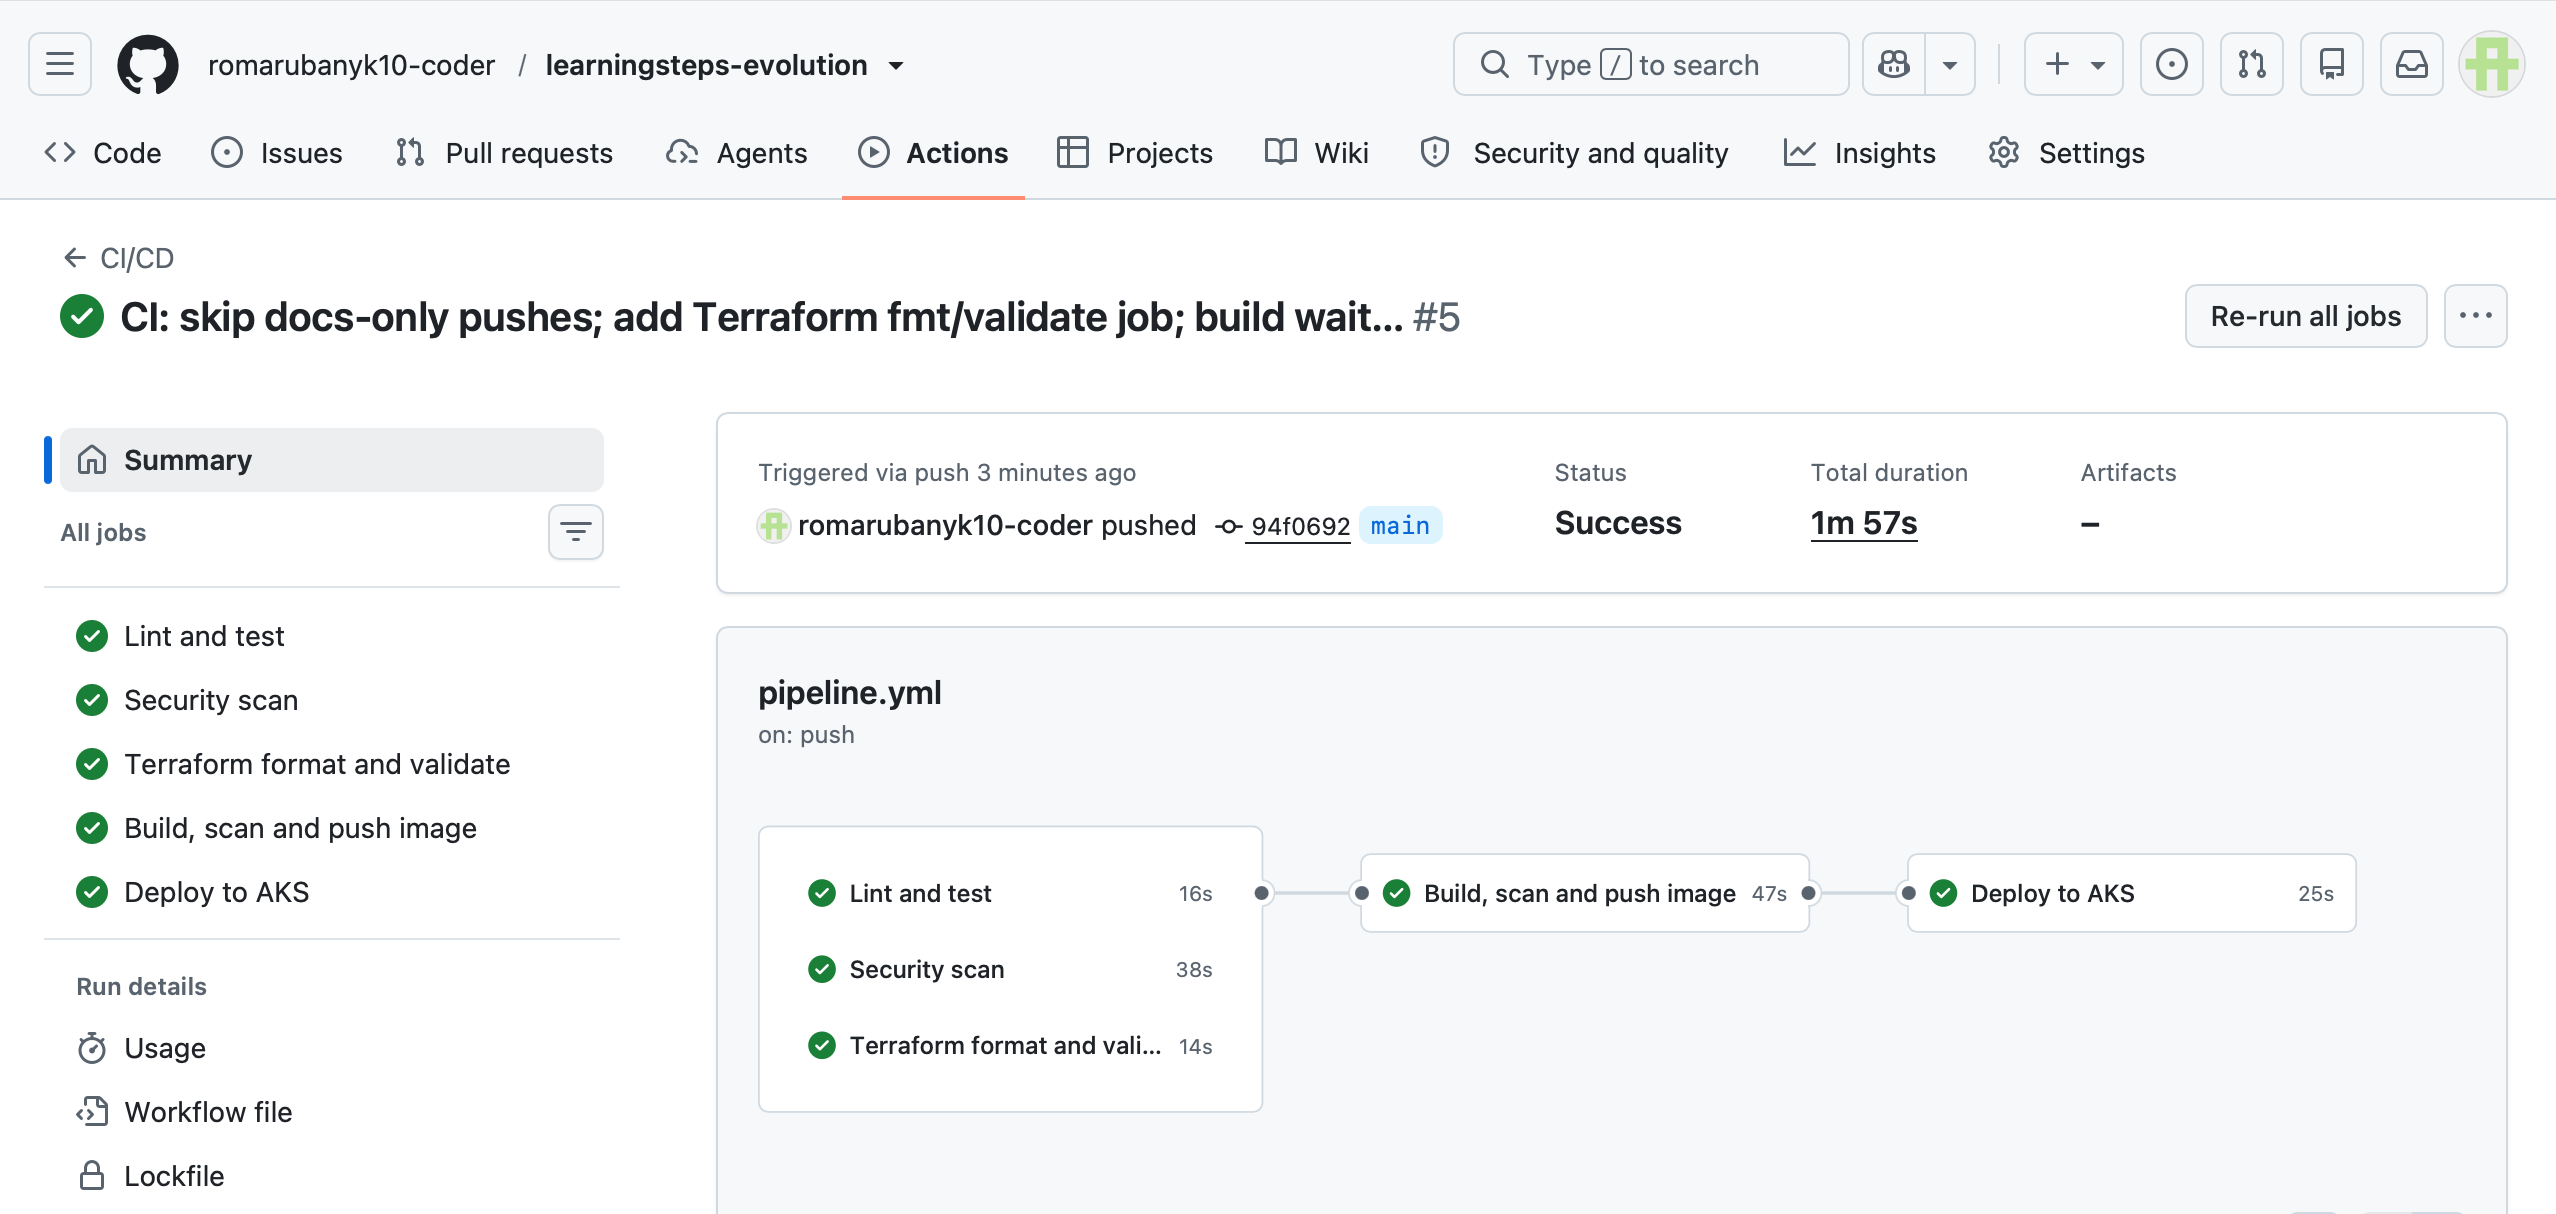 romarubanyk10-coder / learningsteps-evolution
Type / to search
Code
Issues
Pull requests
Agents
Actions
Projects
Wiki
Security and quality
Insights
Settings
CI/CD
CI: skip docs-only pushes; add Terraform fmt/validate job; build wait... #5
Re-run all jobs
Summary
All jobs
Lint and test
Security scan
Terraform format and validate
Build, scan and push image
Deploy to AKS
Run details
Usage
Workflow file
Lockfile
Triggered via push 3 minutes ago
romarubanyk10-coder pushed 94f0692 main
Status
Success
Total duration
1m 57s
Artifacts
–
pipeline.yml
on: push
Lint and test 16s
Security scan 38s
Terraform format and vali... 14s
Build, scan and push image 47s
Deploy to AKS 25s